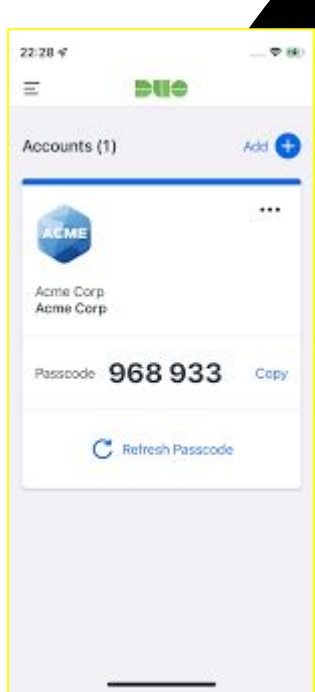 22:28
DUO
Accounts (1) Add
ACME
Acme Corp
Acme Corp
Passcode 968 933 Copy
Refresh Passcode